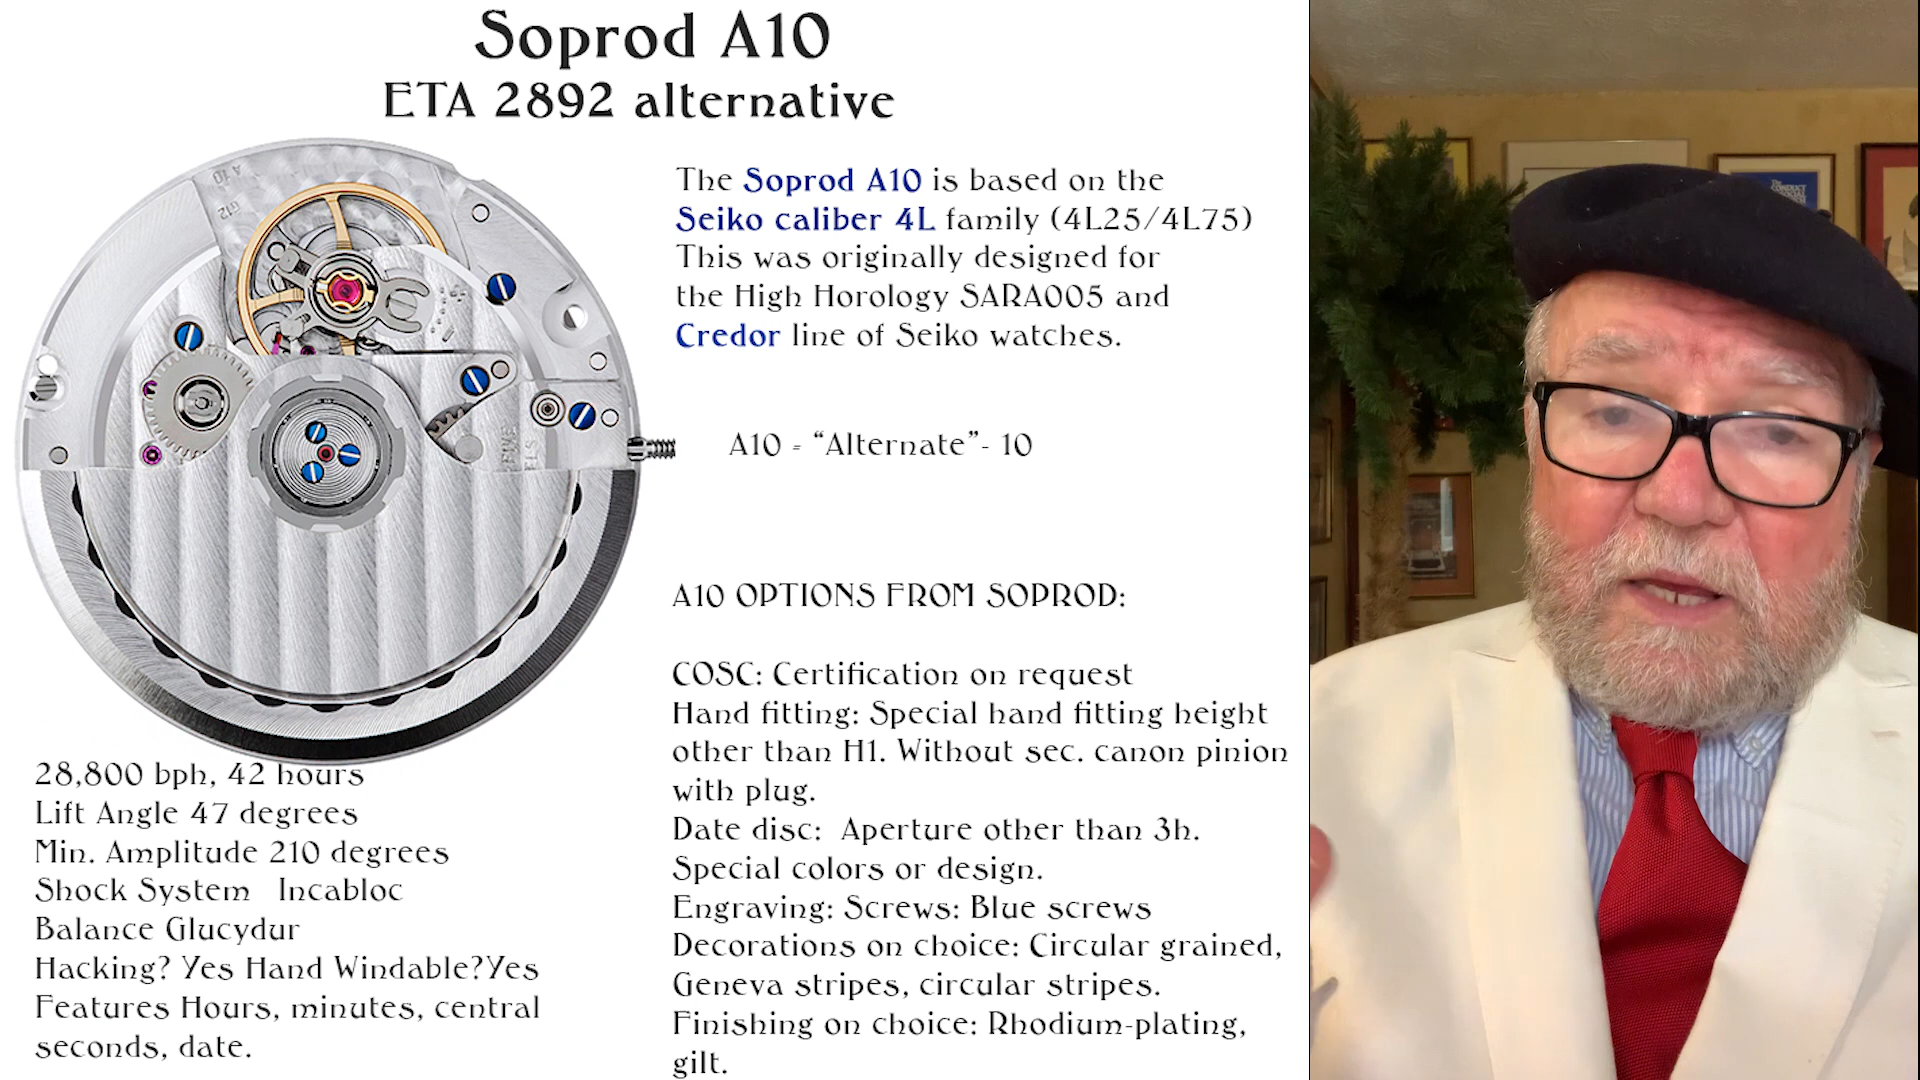 Soprod A10
ETA 2892 alternative
The Soprod A10 is based on the
Seiko caliber 4L family (4L25/4L75)
This was originally designed for
the High Horology SARA005 and
Credor line of Seiko watches.
A10 = “Alternate”- 10
A10 OPTIONS FROM SOPROD:
COSC: Certification on request
Hand fitting: Special hand fitting height
other than H1. Without sec. canon pinion
with plug.
Date disc: Aperture other than 3h.
Special colors or design.
Engraving: Screws: Blue screws
Decorations on choice: Circular grained,
Geneva stripes, circular stripes.
Finishing on choice: Rhodium-plating,
gilt.
28,800 bph, 42 hours
Lift Angle 47 degrees
Min. Amplitude 210 degrees
Shock System Incabloc
Balance Glucydur
Hacking? Yes Hand Windable?Yes
Features Hours, minutes, central
seconds, date.
A 10
G12
CONDUCT